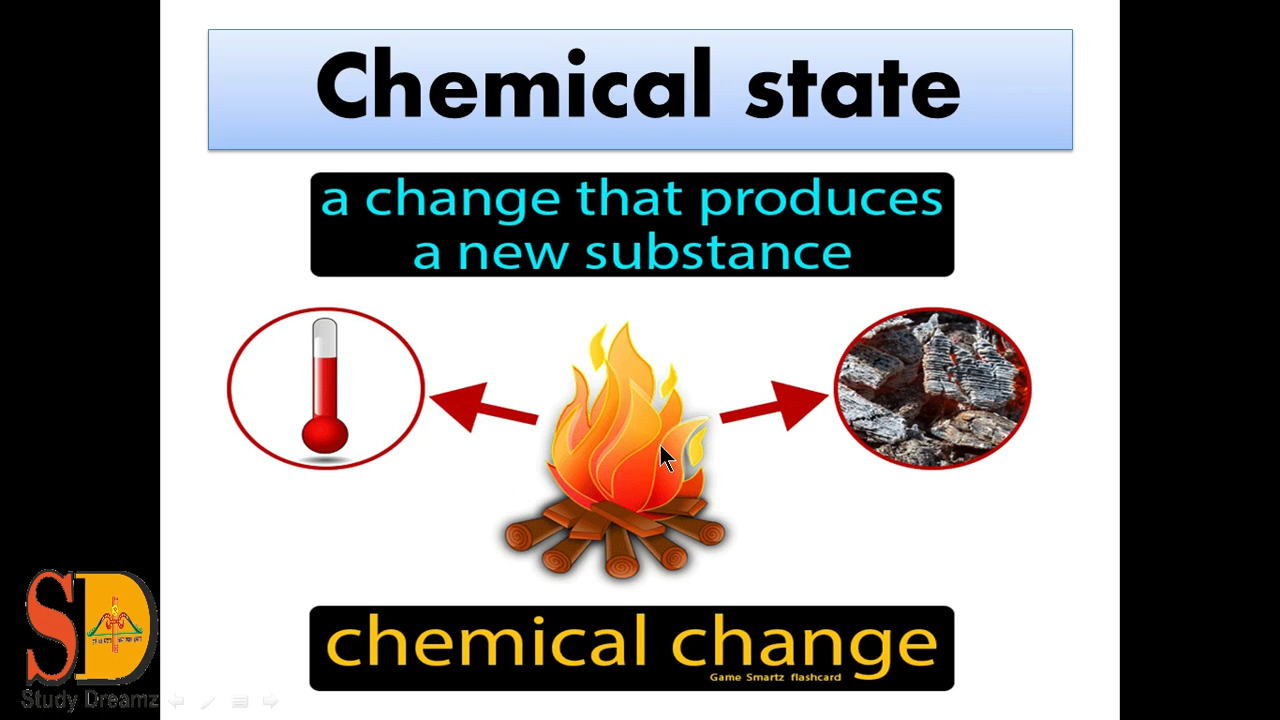 Chemical state
a change that produces
a new substance
chemical change
Game Smartz flashcard
SD
Study Dreamz